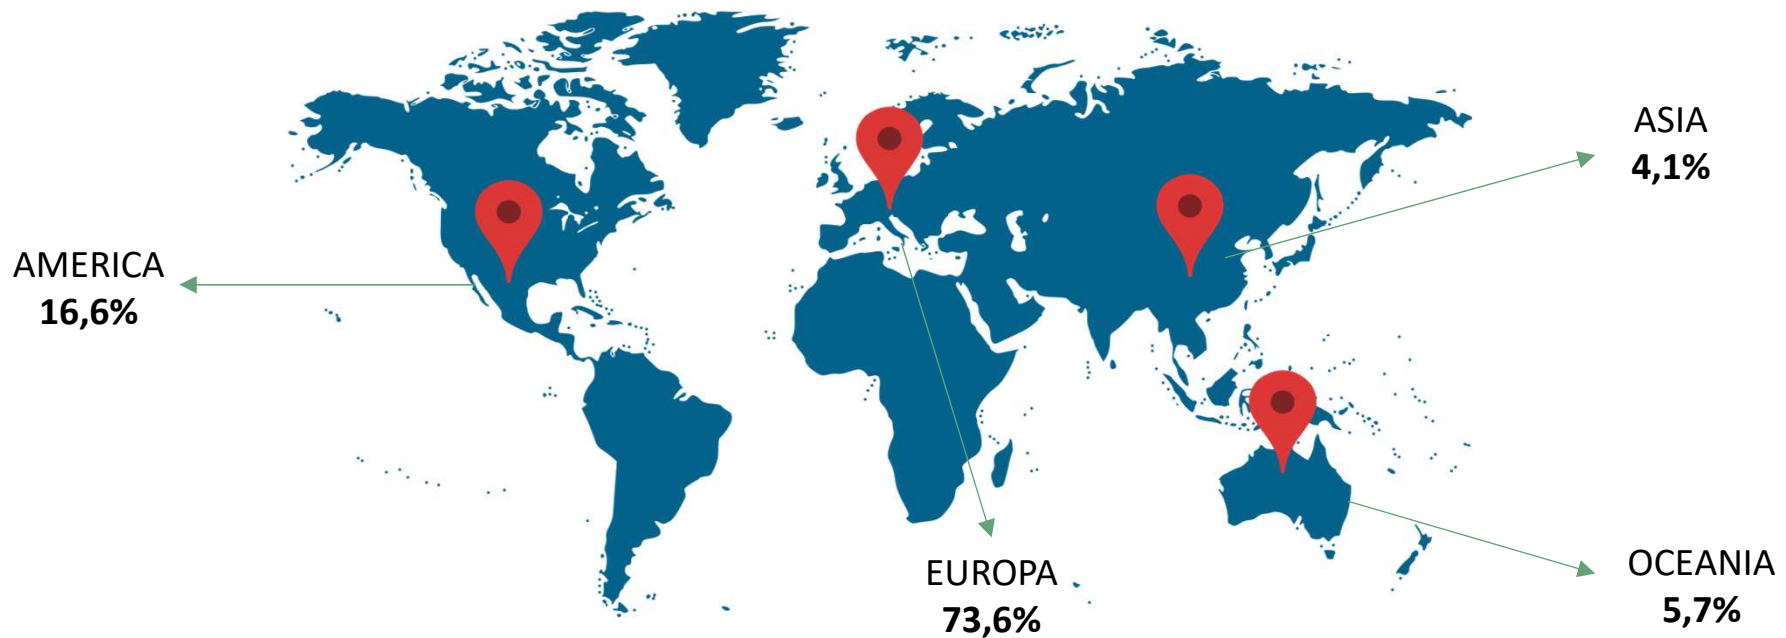 ASIA
4,1%
AMERICA
16,6%
EUROPA
73,6%
OCEANIA
5,7%